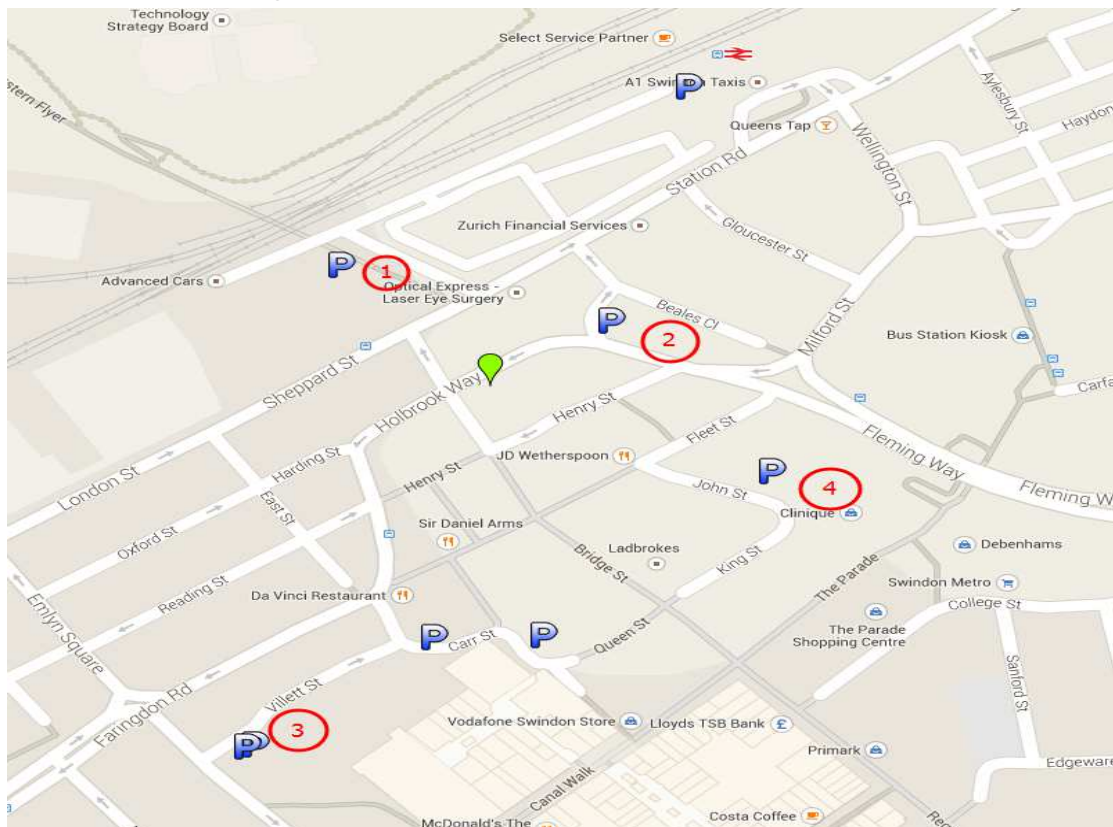 Technology
Strategy Board
Select Service Partner
A1 Swin
Taxis
stern Flyer
Queens Tap
Wellington St
Aylesbury St
Haydon
Station Rd
Zurich Financial Services
Gloucester St
P
P
1
Advanced Cars
Optical Express -
Laser Eye Surgery
Beales Cl
P
2
Milford St
Bus Station Kiosk
Sheppard St
Holbrook Way
Henry St
Carfa
Fleet St
JD Wetherspoon
Fleming Way
Fleming W
P
4
Clinique
John St
London St
Harding St
Henry St
East St
Oxford St
Sir Daniel Arms
Ladbrokes
Bridge St
King St
The Parade
Debenhams
Swindon Metro
College St
Reading St
Da Vinci Restaurant
The Parade
Shopping Centre
Emlyn Square
P
Carr St
P
Queen St
Sanford St
Faringdon Rd
Villett St
3
P
Vodafone Swindon Store
Lloyds TSB Bank
£
Primark
Edgeware
Canal Walk
McDonald's The
Costa Coffee
Reg